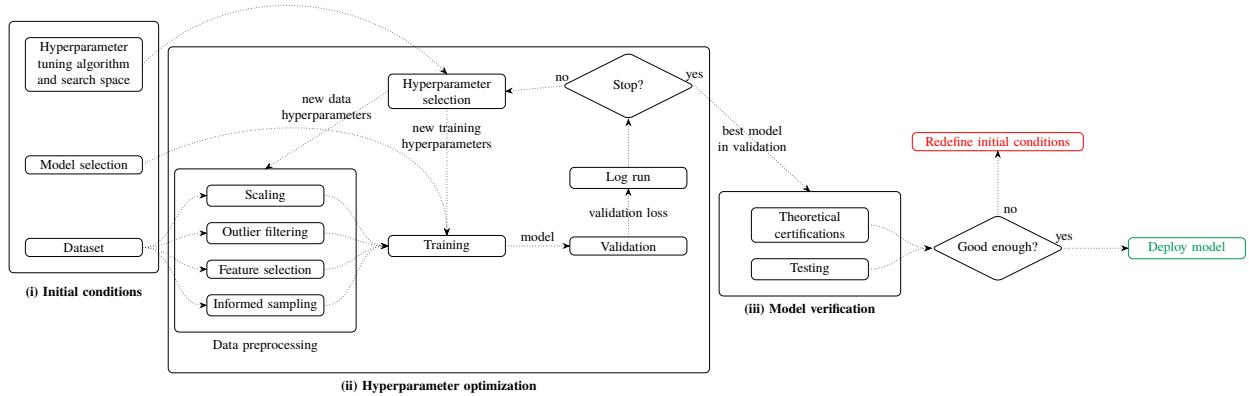 Hyperparameter
tuning algorithm
and search space
Model selection
Dataset
(i) Initial conditions
Hyperparameter
selection
no
Stop?
yes
new data
hyperparameters
new training
hyperparameters
Scaling
Outlier filtering
Feature selection
Informed sampling
Data preprocessing
Training
model
Validation
validation loss
Log run
(ii) Hyperparameter optimization
best model
in validation
Theoretical
certifications
Testing
(iii) Model verification
Redefine initial conditions
no
Good enough?
yes
Deploy model